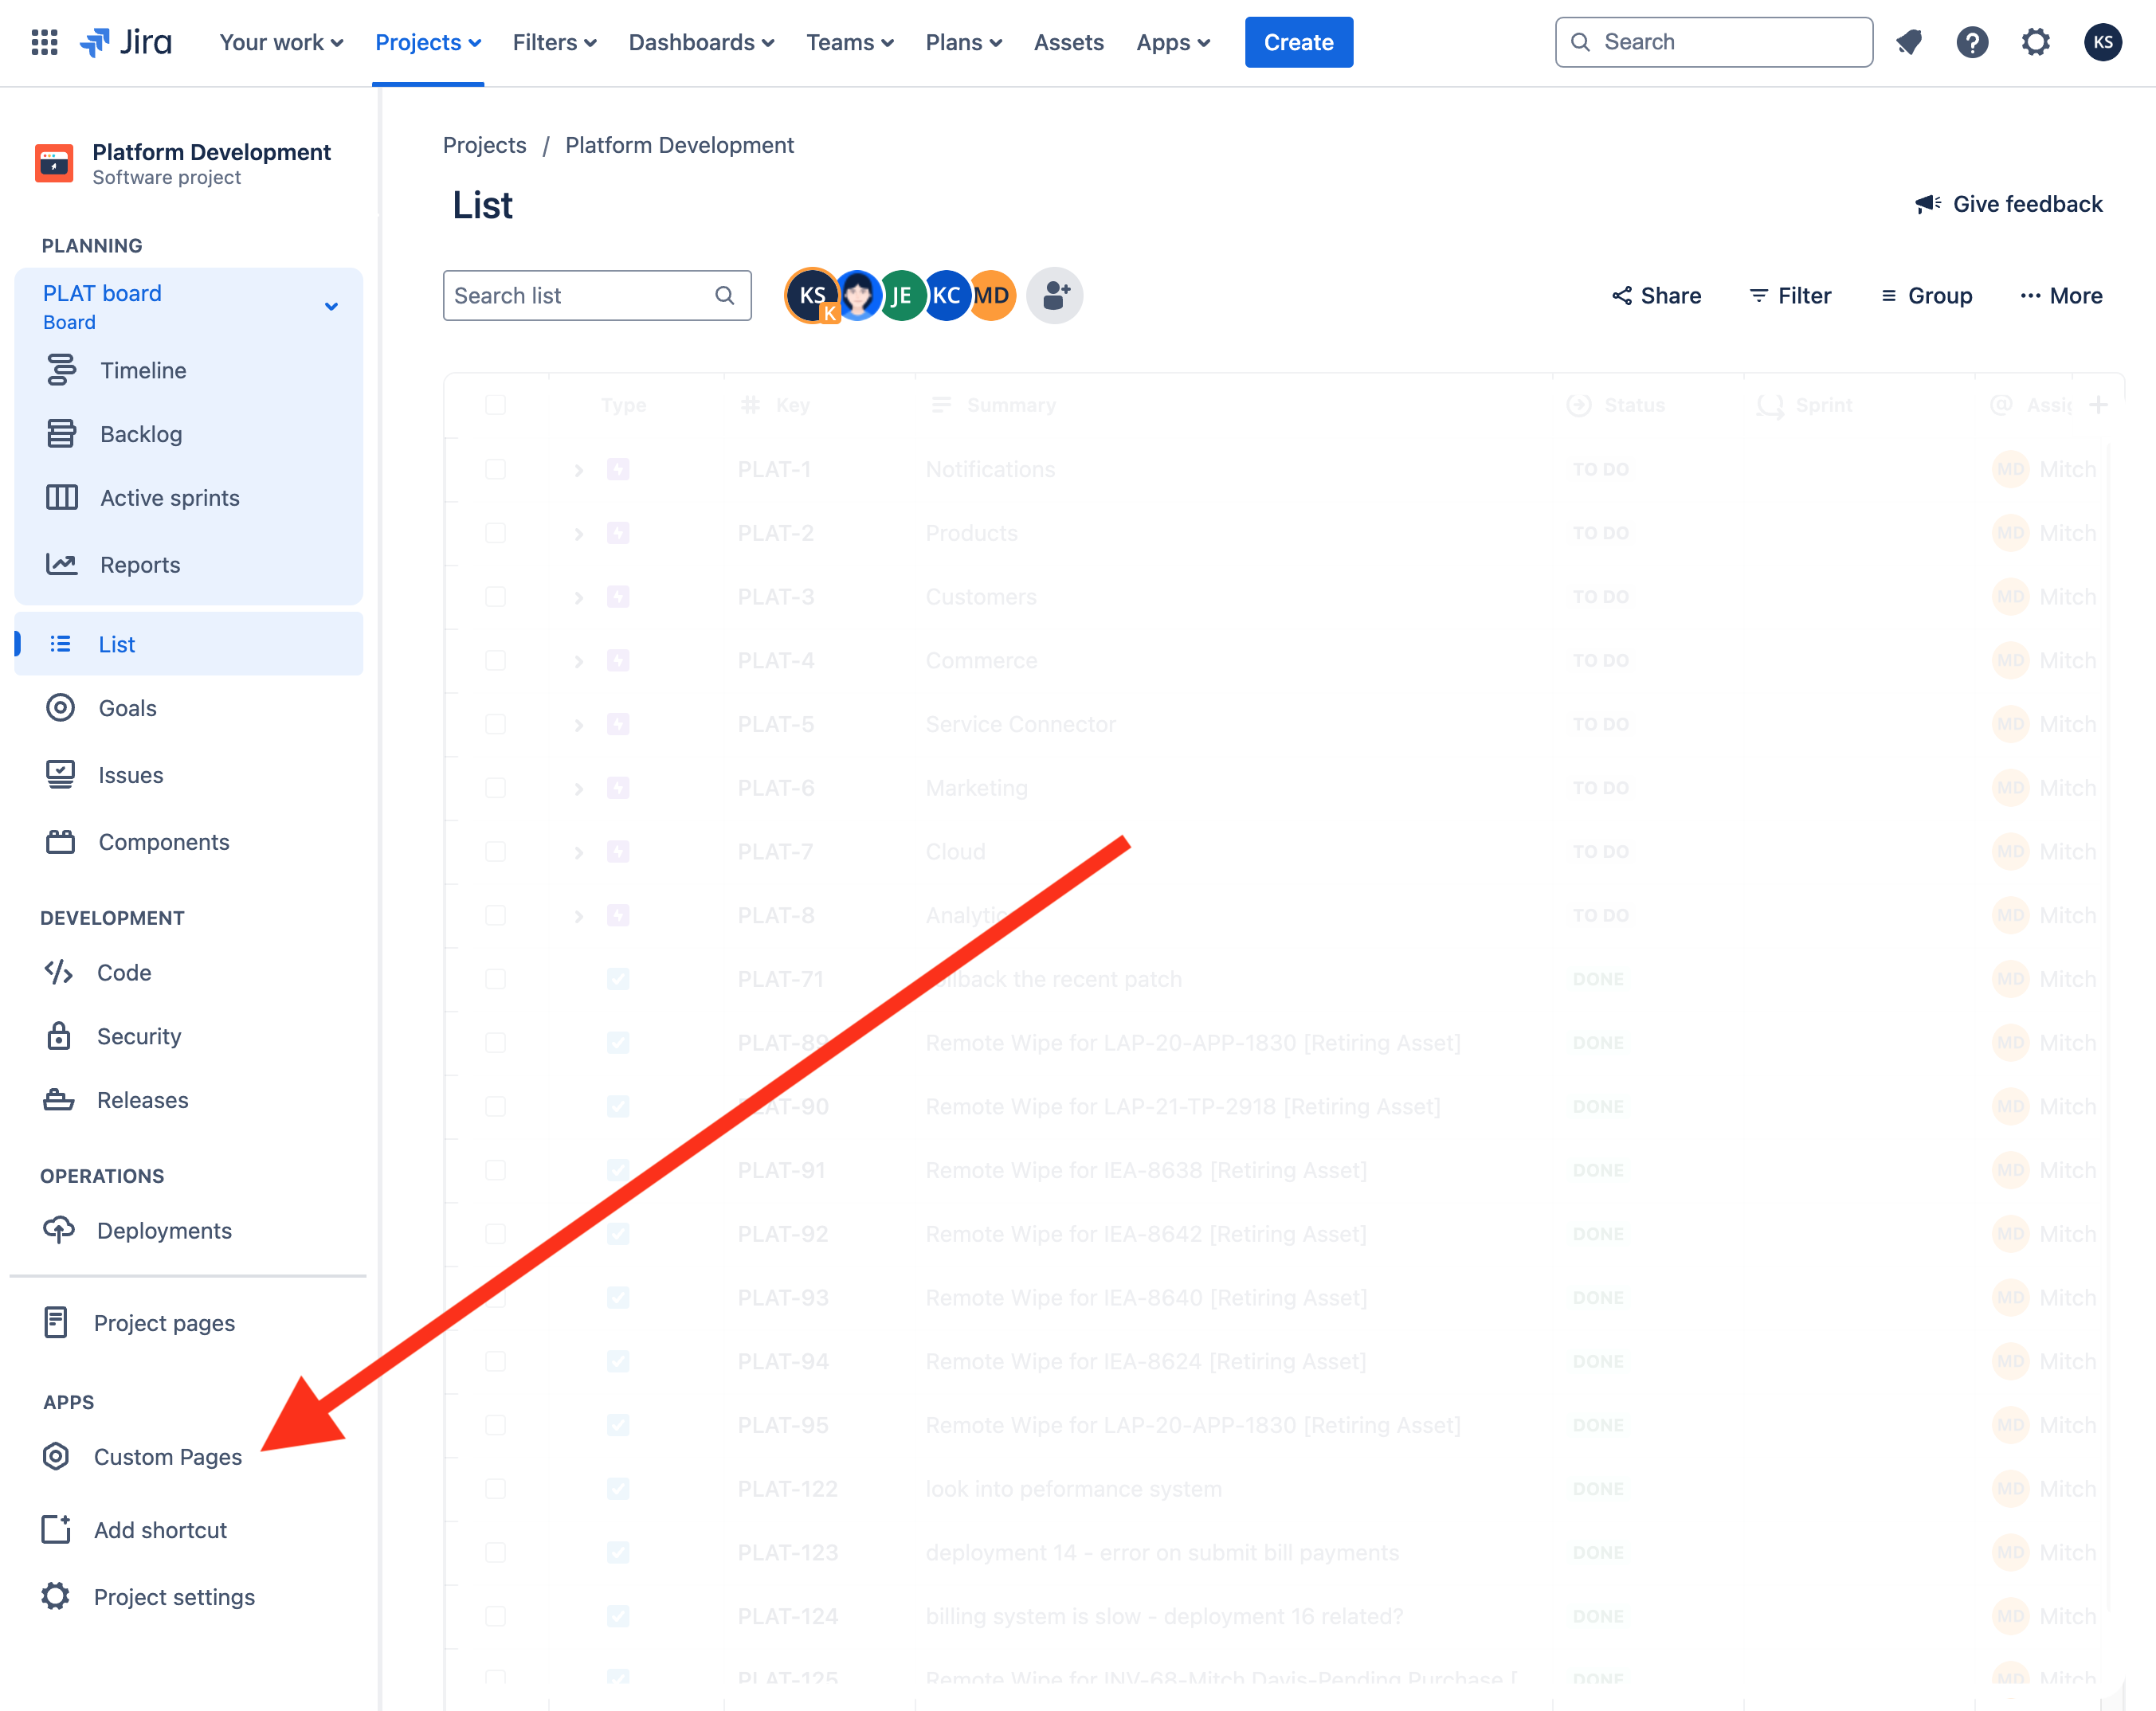 Jira Your work Projects Filters Dashboards Teams Plans Assets Apps Create Search ? KS
Platform Development
Software project
PLANNING
PLAT board
Board
Timeline
Backlog
Active sprints
Reports
List
Goals
Issues
Components
DEVELOPMENT
Code
Security
Releases
OPERATIONS
Deployments
Project pages
APPS
Custom Pages
Add shortcut
Project settings
Projects / Platform Development
List
Give feedback
Search list KS K JE KC MD Share Filter Group More
Type # Key Summary Status Sprint @ +
PLAT-1 Notifications TO DO MD Mitch
PLAT-2 Products TO DO MD Mitch
PLAT-3 Customers TO DO MD Mitch
PLAT-4 Commerce TO DO MD Mitch
PLAT-5 Service Connector TO DO MD Mitch
PLAT-6 Marketing TO DO MD Mitch
PLAT-7 Cloud TO DO MD Mitch
PLAT-8 TO DO MD Mitch
PLAT-71 the recent patch DONE MD Mitch
PLAT-89 Remote Wipe for LAP-20-APP-1830 [Retiring Asset] DONE MD Mitch
PLAT-90 Remote Wipe for LAP-21-TP-2918 [Retiring Asset] DONE MD Mitch
PLAT-91 Remote Wipe for IEA-8638 [Retiring Asset] DONE MD Mitch
PLAT-92 Remote Wipe for IEA-8642 [Retiring Asset] DONE MD Mitch
PLAT-93 Remote Wipe for IEA-8640 [Retiring Asset] DONE MD Mitch
PLAT-94 Remote Wipe for IEA-8624 [Retiring Asset] DONE MD Mitch
PLAT-95 Remote Wipe for LAP-20-APP-1830 [Retiring Asset] DONE MD Mitch
PLAT-122 look into peformance system DONE MD Mitch
PLAT-123 deployment 14 - error on submit bill payments DONE MD Mitch
PLAT-124 billing system is slow - deployment 16 related? DONE MD Mitch
PLAT-125 Remote Wipe for INV-68-Mitch Davis-Pending Purchase [ DONE MD Mitch